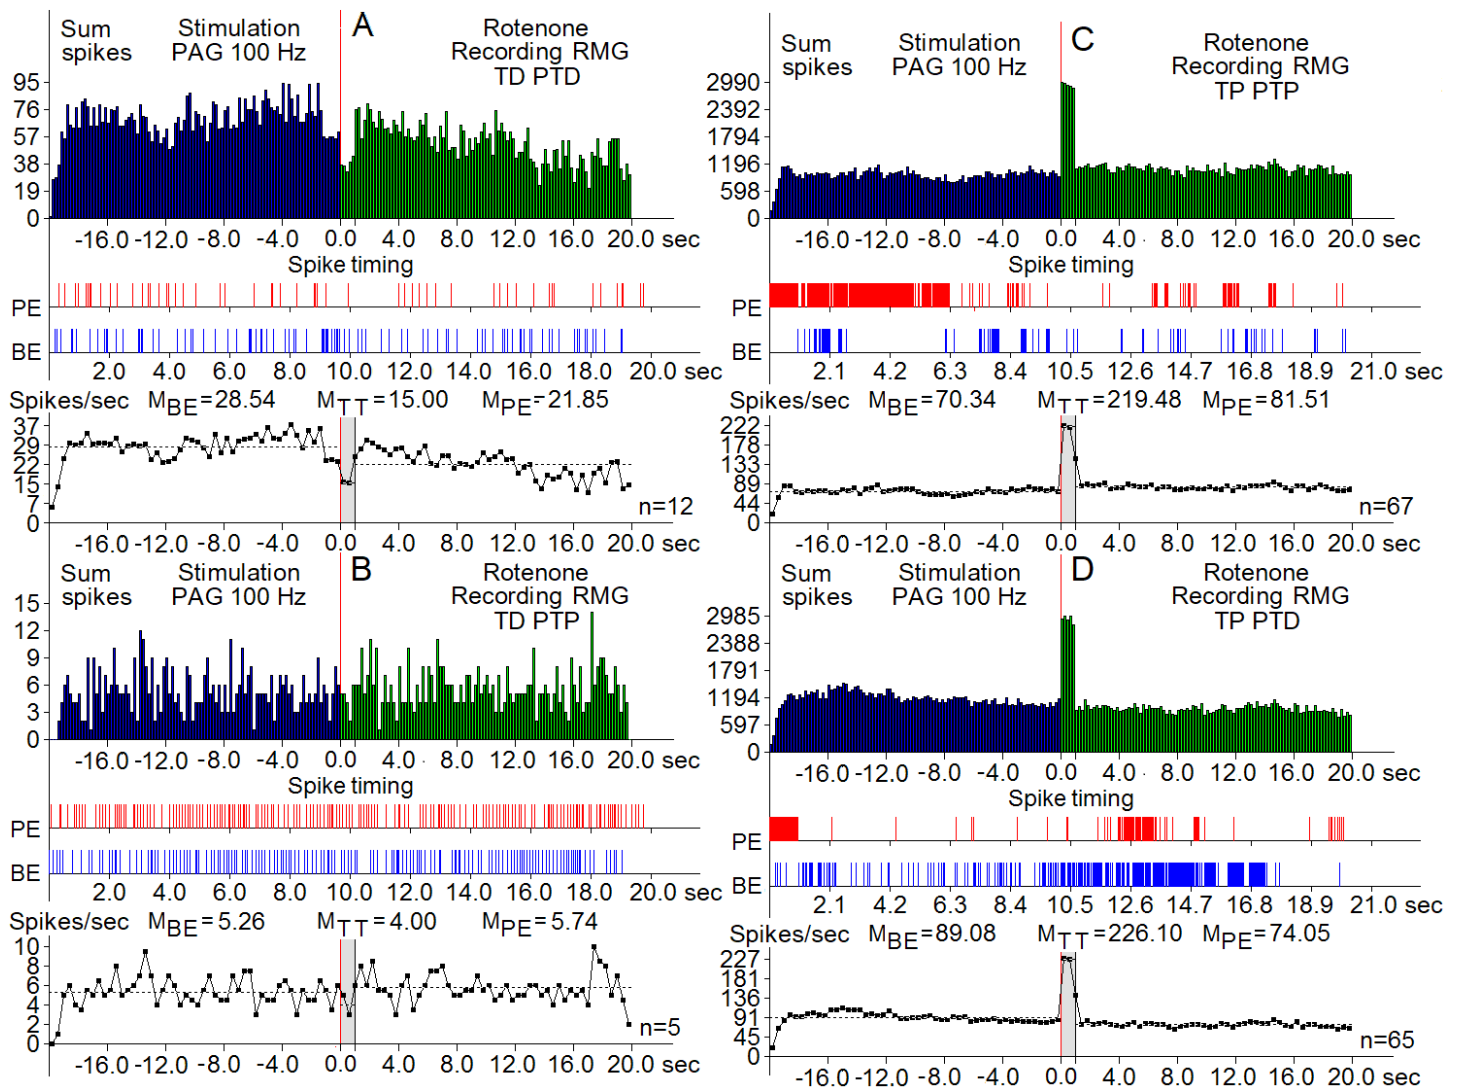 Sum spikes
Stimulation PAG 100 Hz
A
Rotenone Recording RMG TD PTD
95
76
57
38
19
0
-16.0 -12.0 -8.0 -4.0 0.0 4.0 8.0 12.0 16.0 20.0 sec
Spike timing
PE
BE
2.0 4.0 6.0 8.0 10.0 12.0 14.0 16.0 18.0 20.0 sec
Spikes/sec MBE=28.54 MTT=15.00 MPE=21.85
37
29
22
15
7
0
n=12
-16.0 -12.0 -8.0 -4.0 0.0 4.0 8.0 12.0 16.0 20.0 sec
Sum spikes
Stimulation PAG 100 Hz
B
Rotenone Recording RMG TD PTP
15
12
9
6
3
0
-16.0 -12.0 -8.0 -4.0 0.0 4.0 8.0 12.0 16.0 20.0 sec
Spike timing
PE
BE
2.0 4.0 6.0 8.0 10.0 12.0 14.0 16.0 18.0 20.0 sec
Spikes/sec MBE=5.26 MTT=4.00 MPE=5.74
10
8
6
4
2
0
n=5
-16.0 -12.0 -8.0 -4.0 0.0 4.0 8.0 12.0 16.0 20.0 sec
Sum spikes
Stimulation PAG 100 Hz
C
Rotenone Recording RMG TP PTP
2990
2392
1794
1196
598
0
-16.0 -12.0 -8.0 -4.0 0.0 4.0 8.0 12.0 16.0 20.0 sec
Spike timing
PE
BE
2.1 4.2 6.3 8.4 10.5 12.6 14.7 16.8 18.9 21.0 sec
Spikes/sec MBE=70.34 MTT=219.48 MPE=81.51
222
178
133
89
44
0
n=67
-16.0 -12.0 -8.0 -4.0 0.0 4.0 8.0 12.0 16.0 20.0 sec
Sum spikes
Stimulation PAG 100 Hz
D
Rotenone Recording RMG TP PTD
2985
2388
1791
1194
597
0
-16.0 -12.0 -8.0 -4.0 0.0 4.0 8.0 12.0 16.0 20.0 sec
Spike timing
PE
BE
2.1 4.2 6.3 8.4 10.5 12.6 14.7 16.8 18.9 21.0 sec
Spikes/sec MBE=89.08 MTT=226.10 MPE=74.05
227
181
136
91
45
0
n=65
-16.0 -12.0 -8.0 -4.0 0.0 4.0 8.0 12.0 16.0 20.0 sec